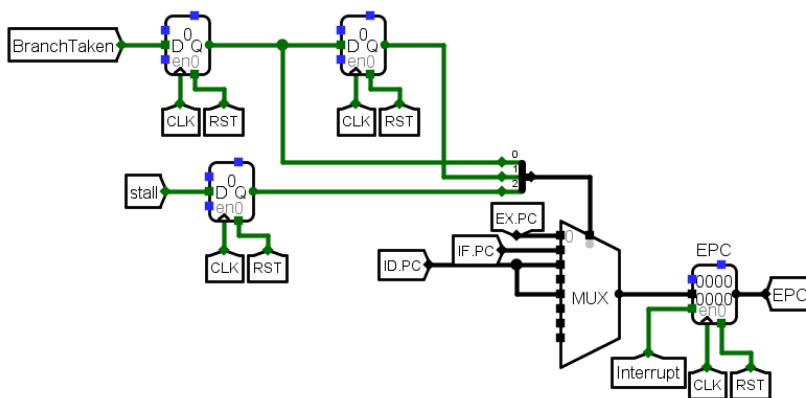 BranchTaken
0
D Q
en0
CLK
RST
0
D Q
en0
CLK
RST
stall
0
D Q
en0
CLK
RST
0
1
2
EX.PC
IF.PC
ID.PC
0
MUX
EPC
0000
0000
en0
EPC
Interrupt
CLK
RST